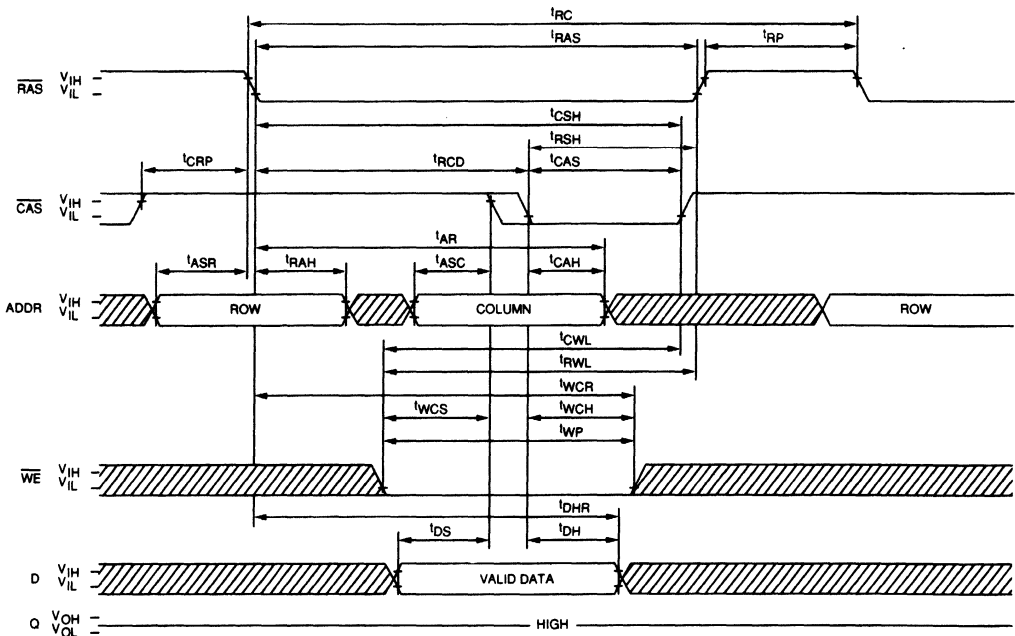 tRC
tRAS
tRP
RAS VIH VIL
tCSH
tRSH
tCRP
tRCD
tCAS
CAS VIH VIL
tAR
tASR
tRAH
tASC
tCAH
ADDR VIH VIL
ROW
COLUMN
ROW
tCWL
tRWL
tWCR
tWCS
tWCH
tWP
WE VIH VIL
tDHR
tDS
tDH
D VIH VIL
VALID DATA
Q VOH VOL
HIGH